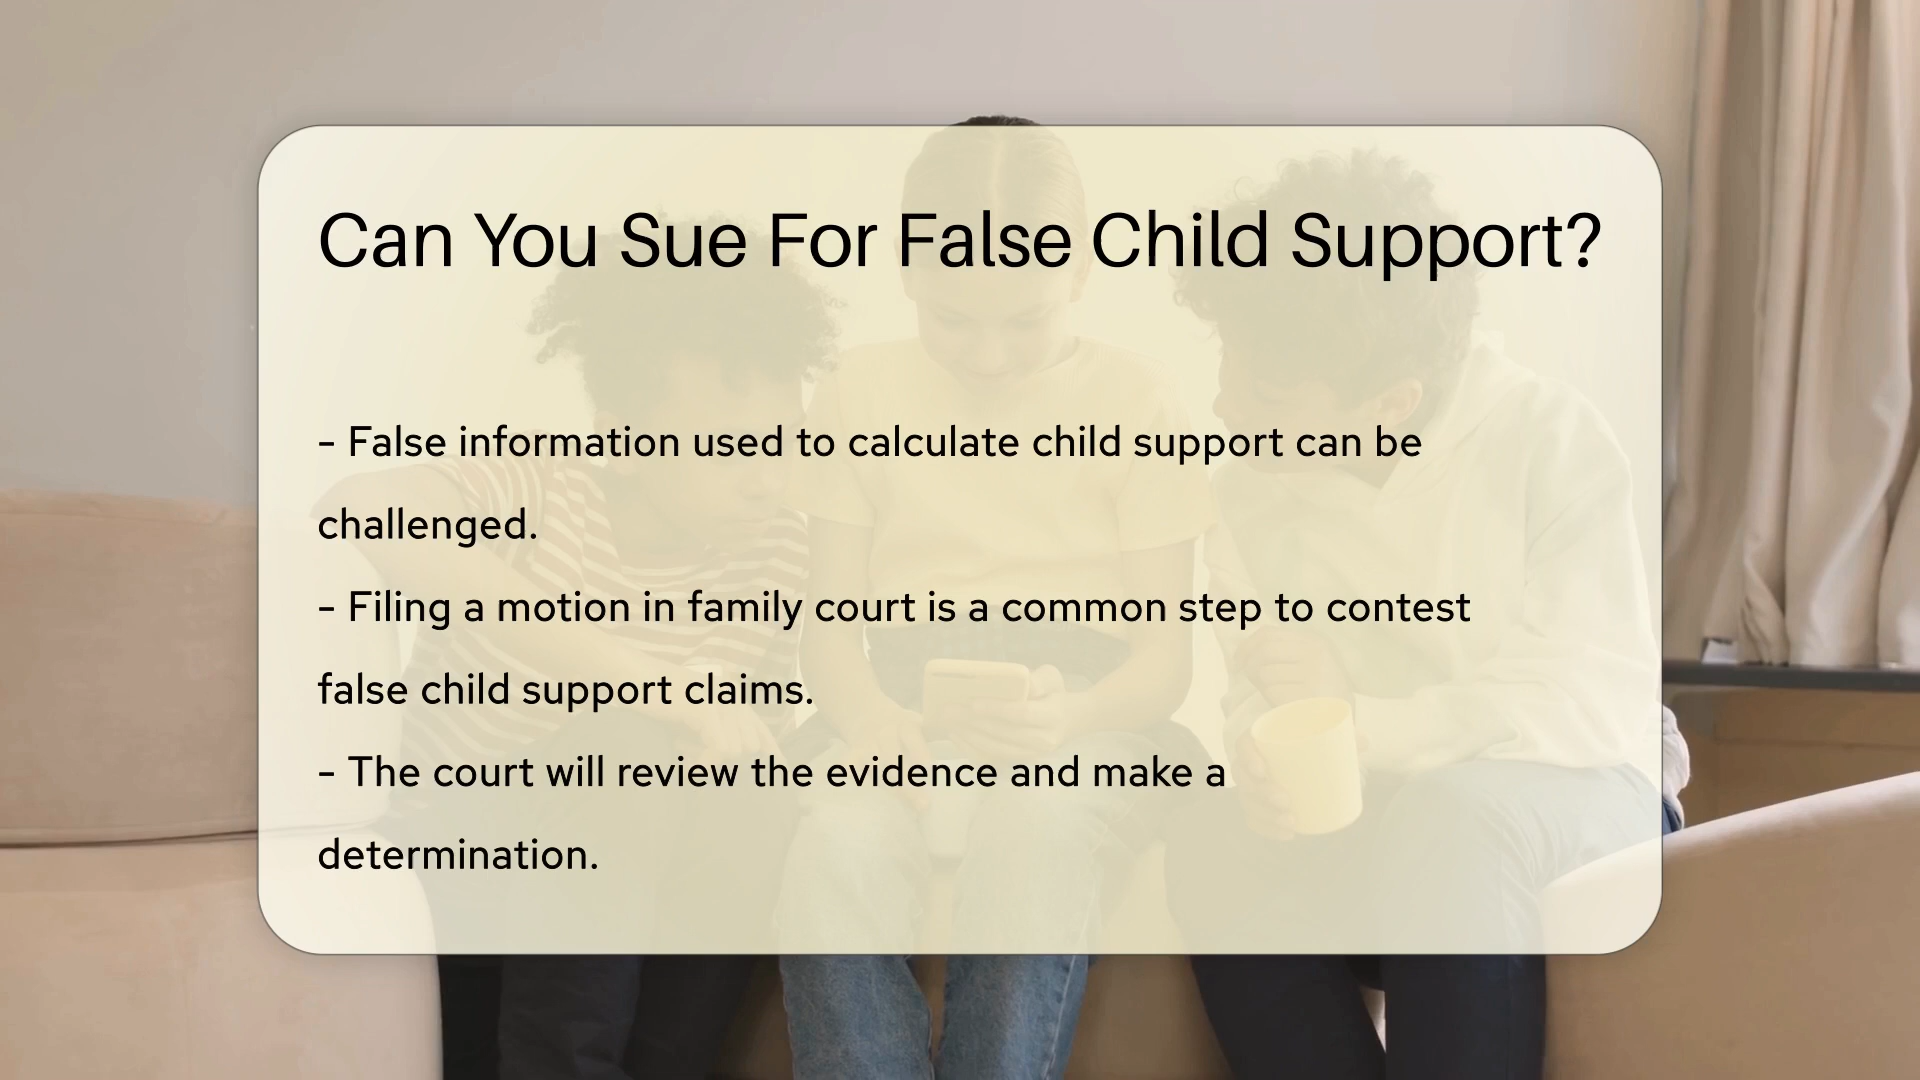 Can You Sue For False Child Support?
- False information used to calculate child support can be
challenged.
- Filing a motion in family court is a common step to contest
false child support claims.
- The court will review the evidence and make a
determination.